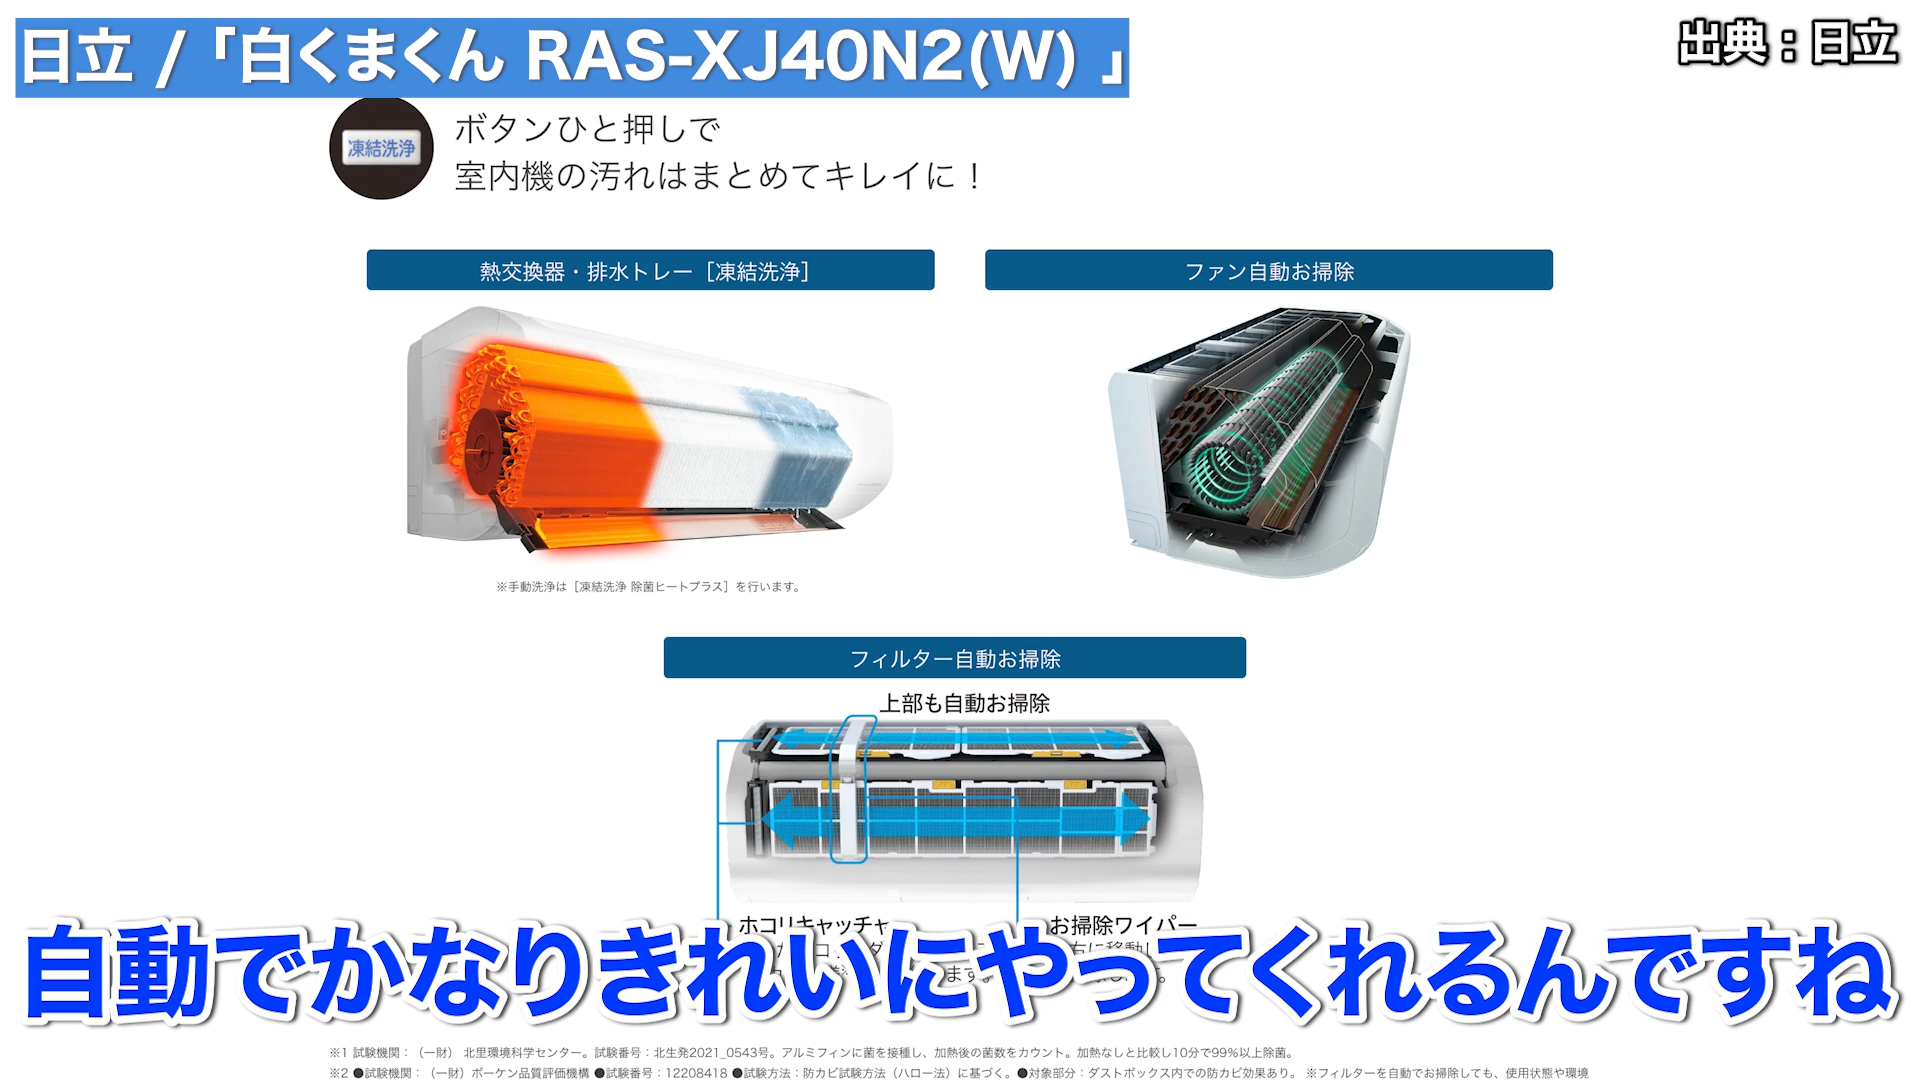 日立 /「白くまくん RAS-XJ40N2(W) 」
出典：日立
凍結洗浄
ボタンひと押しで
室内機の汚れはまとめてキレイに！
熱交換器・排水トレー［凍結洗浄］
ファン自動お掃除
※手動洗浄は［凍結洗浄 除菌ヒートプラス］を行います。
フィルター自動お掃除
上部も自動お掃除
ホコリキャッチャー
お掃除ワイパー
自動でかなりきれいにやってくれるんですね
※1 試験機関：（一財） 北里環境科学センター。試験番号：北生発2021_0543号。アルミフィンに菌を接種し、加熱後の菌数をカウント。加熱なしと比較し10分で99％以上除菌。
※2 ●試験機関：（一財）ボーケン品質評価機構 ●試験番号：12208418 ●試験方法：防カビ試験方法（ハロー法）に基づく。●対象部分：ダストボックス内での防カビ効果あり。 ※フィルターを自動でお掃除しても、使用状態や環境